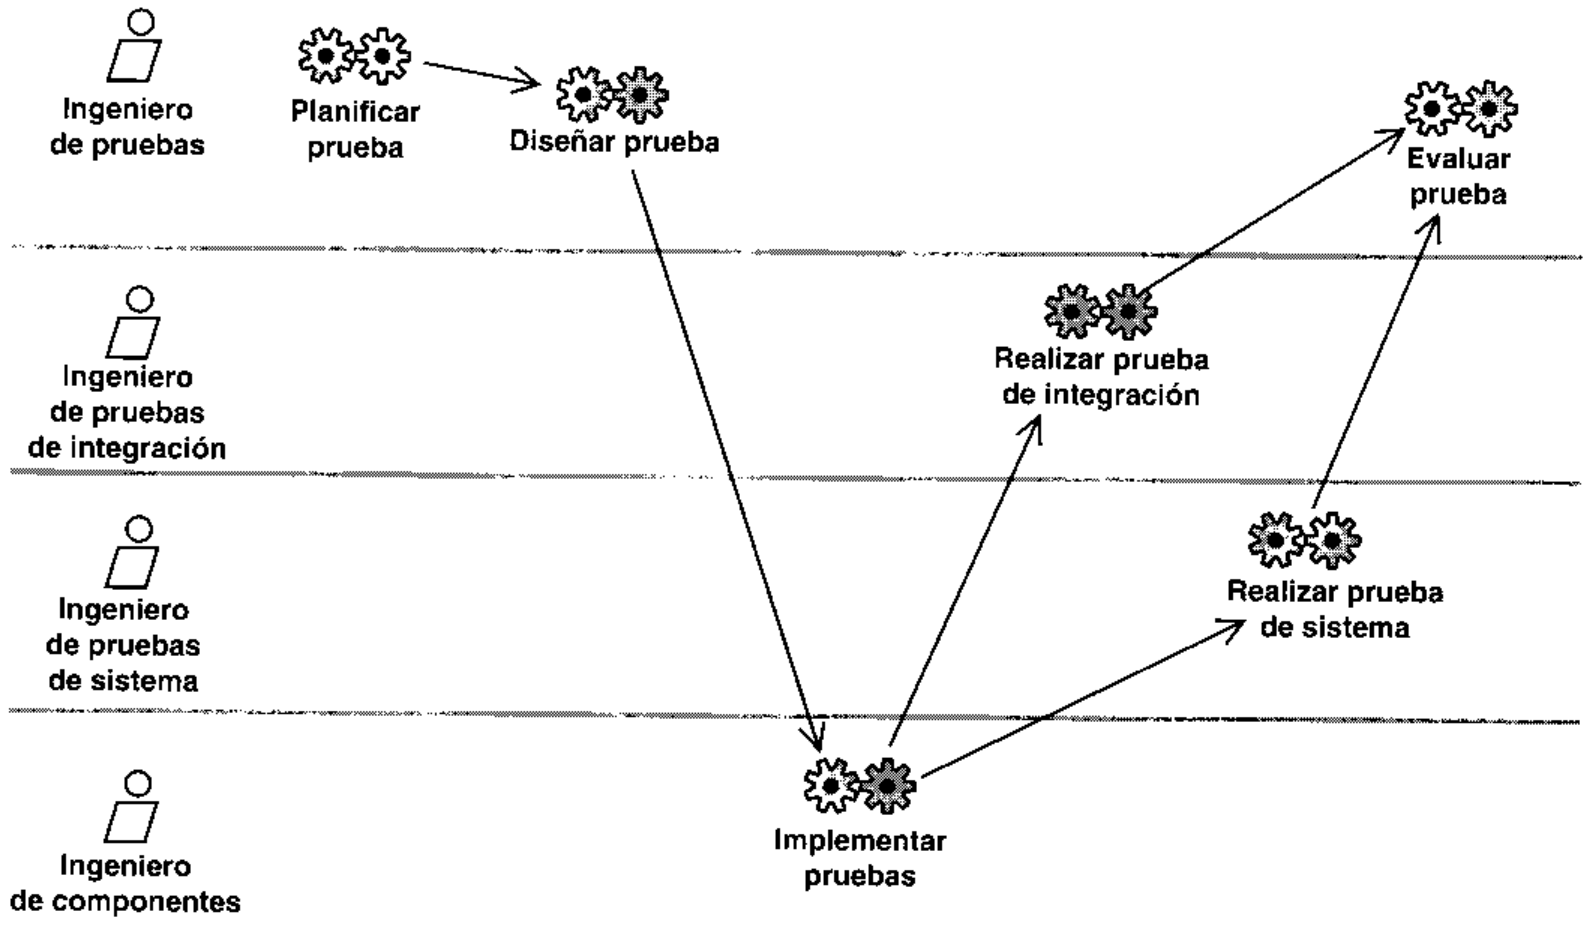 Ingeniero
de pruebas
Planificar
prueba
Diseñar prueba
Evaluar
prueba
Ingeniero
de pruebas
de integración
Realizar prueba
de integración
Ingeniero
de pruebas
de sistema
Realizar prueba
de sistema
Ingeniero
de componentes
Implementar
pruebas